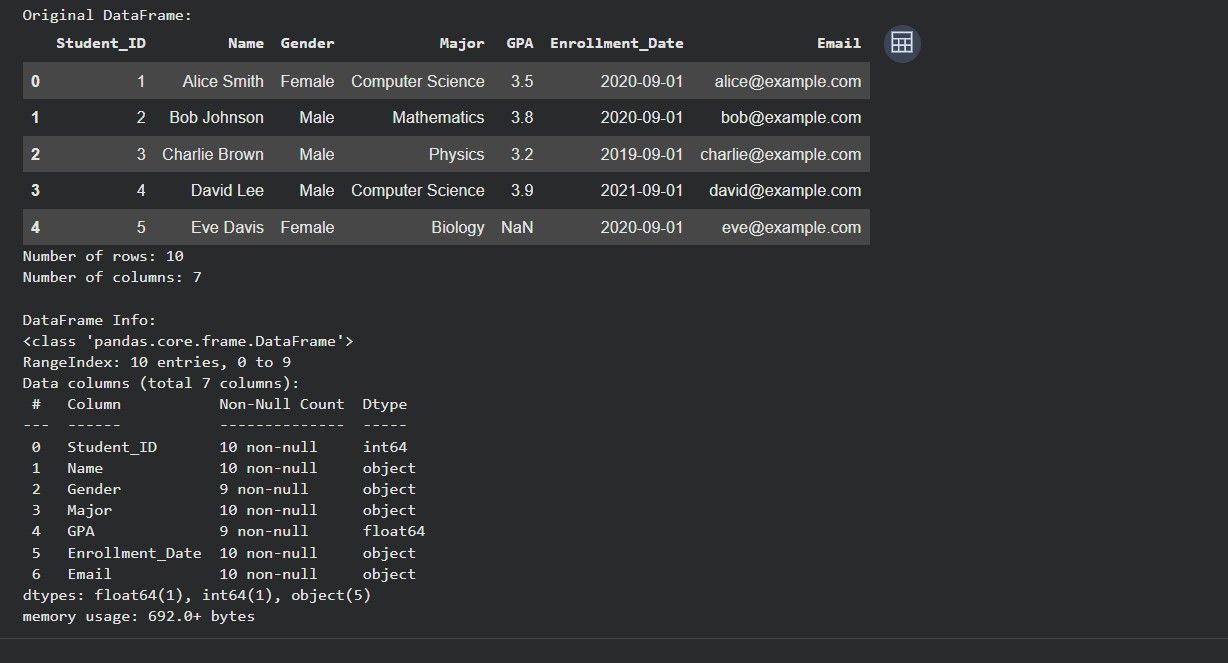 Original DataFrame:
Student_ID Name Gender Major GPA Enrollment_Date Email
0 1 Alice Smith Female Computer Science 3.5 2020-09-01 alice@example.com
1 2 Bob Johnson Male Mathematics 3.8 2020-09-01 bob@example.com
2 3 Charlie Brown Male Physics 3.2 2019-09-01 charlie@example.com
3 4 David Lee Male Computer Science 3.9 2021-09-01 david@example.com
4 5 Eve Davis Female Biology NaN 2020-09-01 eve@example.com
Number of rows: 10
Number of columns: 7
DataFrame Info:
<class 'pandas.core.frame.DataFrame'>
RangeIndex: 10 entries, 0 to 9
Data columns (total 7 columns):
# Column Non-Null Count Dtype
--- ------ -------------- -----
0 Student_ID 10 non-null int64
1 Name 10 non-null object
2 Gender 9 non-null object
3 Major 10 non-null object
4 GPA 9 non-null float64
5 Enrollment_Date 10 non-null object
6 Email 10 non-null object
dtypes: float64(1), int64(1), object(5)
memory usage: 692.0+ bytes